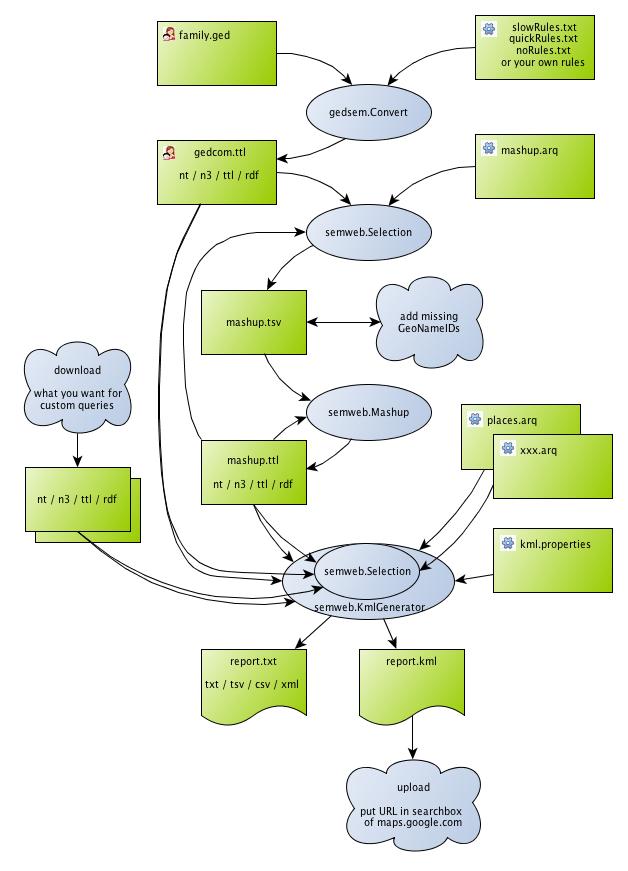 family.ged
slowRules.txt
quickRules.txt
noRules.txt
or your own rules
gedsem.Convert
gedcom.ttl
nt / n3 / ttl / rdf
mashup.arq
semweb.Selection
mashup.tsv
add missing
GeoNameIDs
download
what you want for
custom queries
semweb.Mashup
places.arq
xxx.arq
mashup.ttl
nt / n3 / ttl / rdf
nt / n3 / ttl / rdf
kml.properties
semweb.Selection
semweb.KmlGenerator
report.txt
txt / tsv / csv / xml
report.kml
upload
put URL in searchbox
of maps.google.com